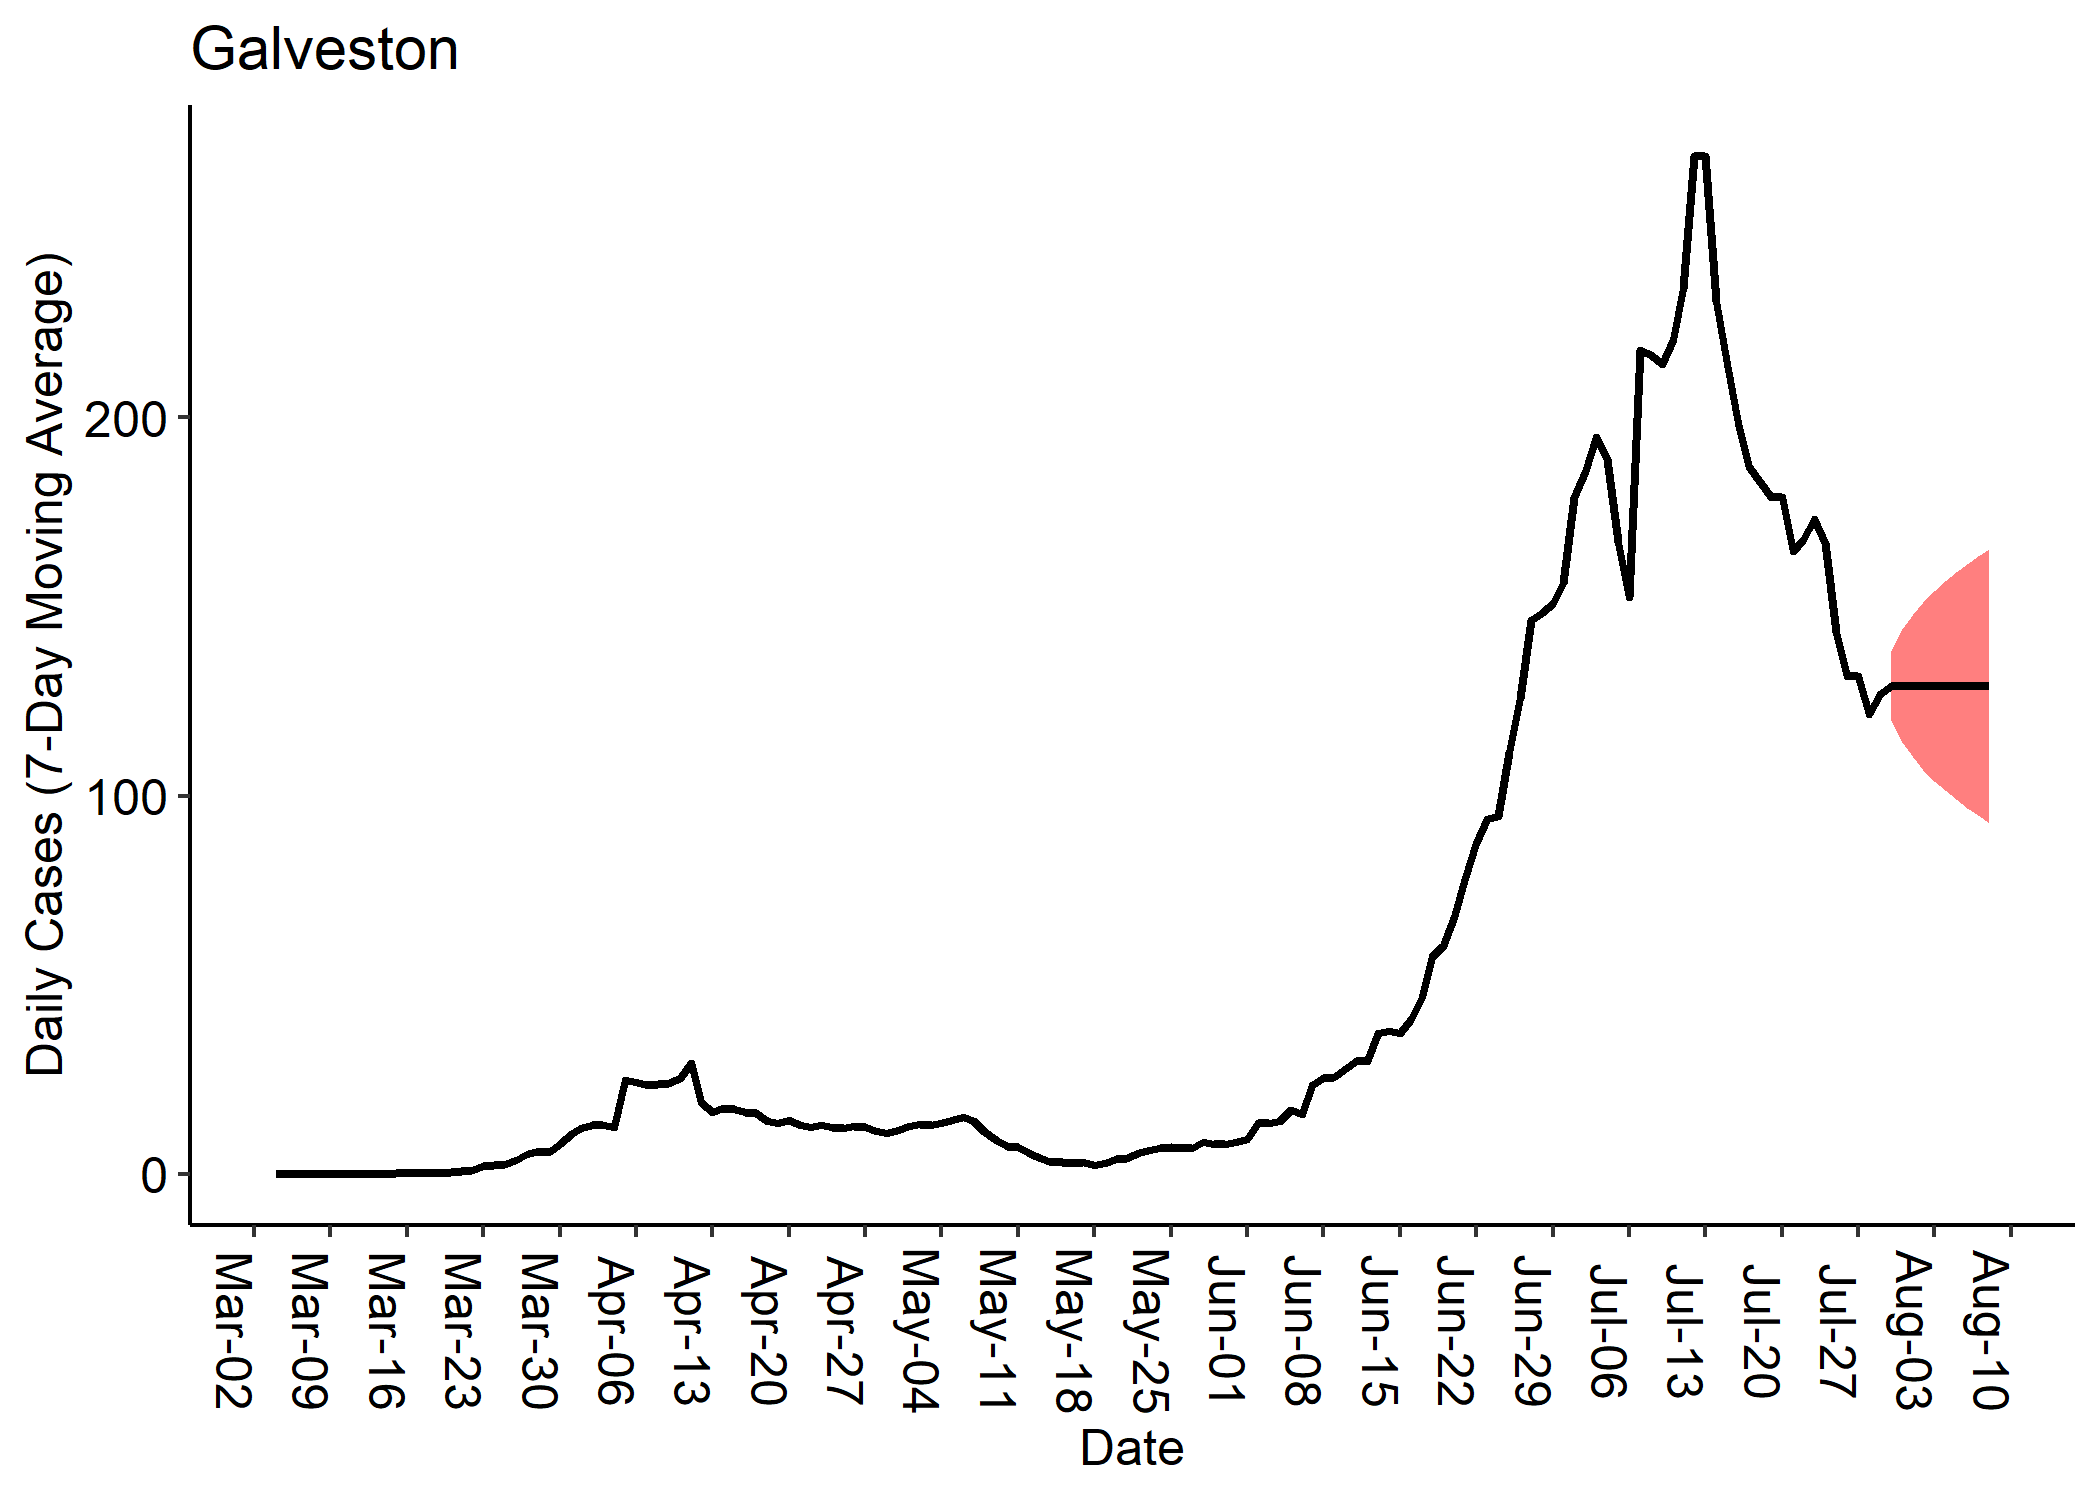 Galveston
Daily Cases (7-Day Moving Average)
200
100
0
Mar-02
Mar-09
Mar-16
Mar-23
Mar-30
Apr-06
Apr-13
Apr-20
Apr-27
May-04
May-11
May-18
May-25
Jun-01
Jun-08
Jun-15
Jun-22
Jun-29
Jul-06
Jul-13
Jul-20
Jul-27
Aug-03
Aug-10
Date